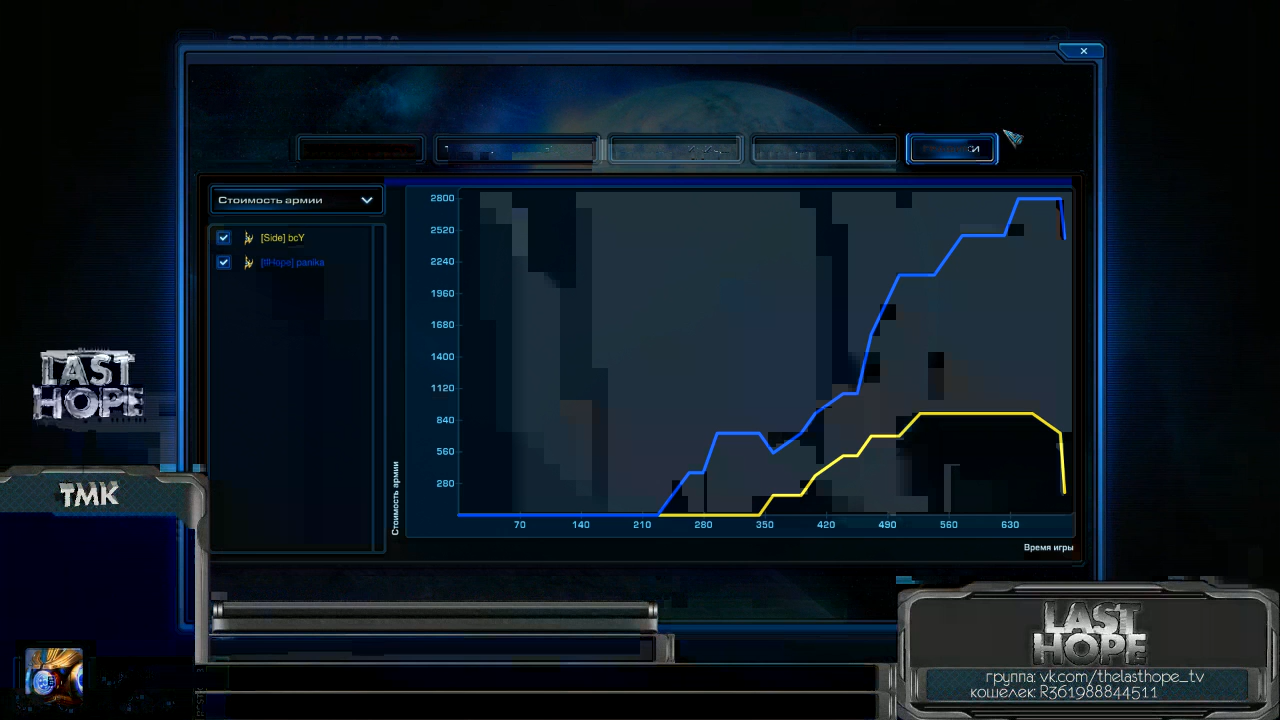 Стоимость армии
[Side] bcY
[Hope] panika
2800
2520
2240
1960
1680
1400
1120
840
560
280
Стоимость армии
70 140 210 280 350 420 490 560 630
Время игры
LAST
HOPE
TMK
LAST
HOPE
группа: vk.com/thelasthope_tv
кошелек: R361988844511